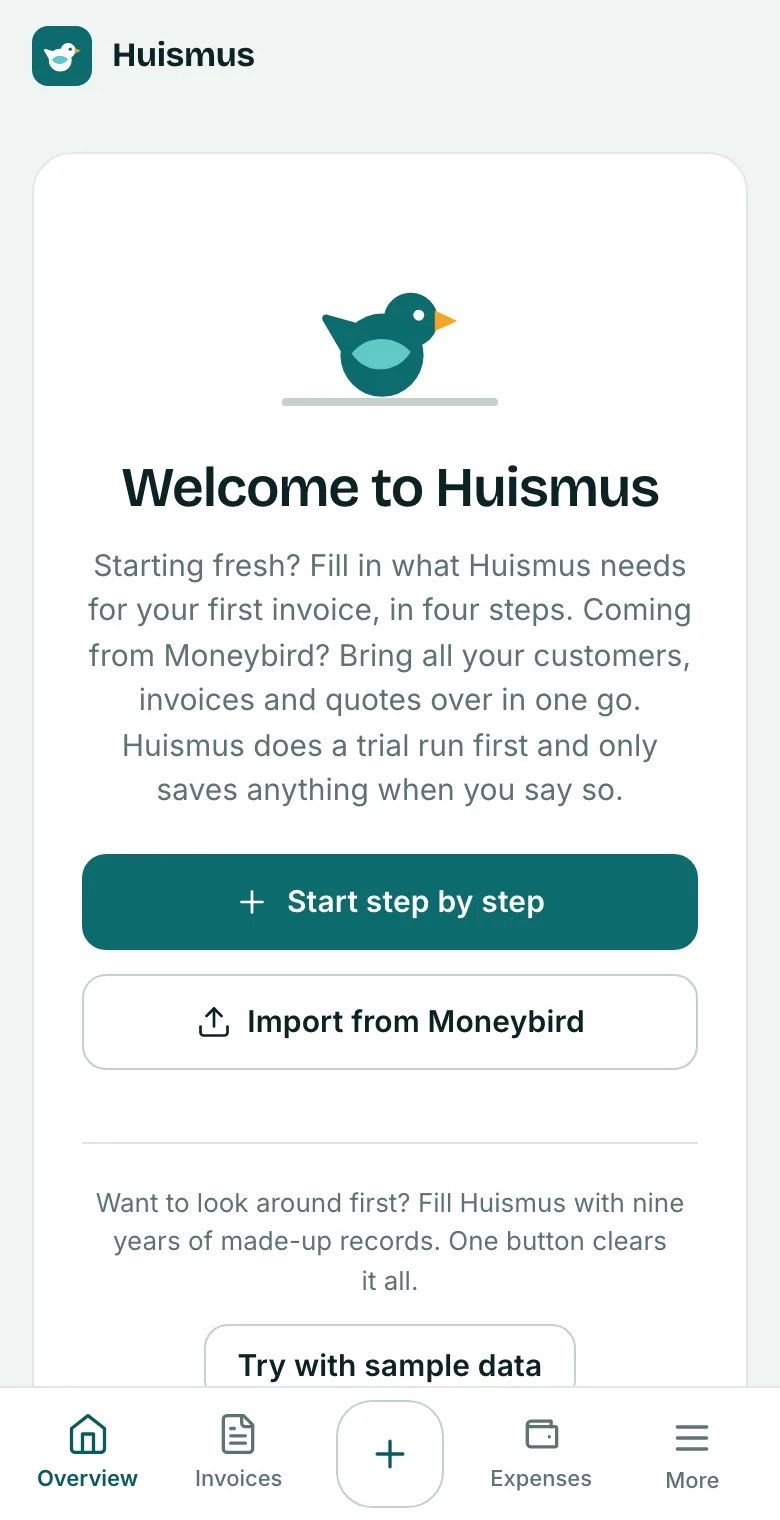 Huismus
Welcome to Huismus
Starting fresh? Fill in what Huismus needs
for your first invoice, in four steps. Coming
from Moneybird? Bring all your customers,
invoices and quotes over in one go.
Huismus does a trial run first and only
saves anything when you say so.
Start step by step
Import from Moneybird
Want to look around first? Fill Huismus with nine
years of made-up records. One button clears
it all.
Try with sample data
Overview
Invoices
Expenses
More